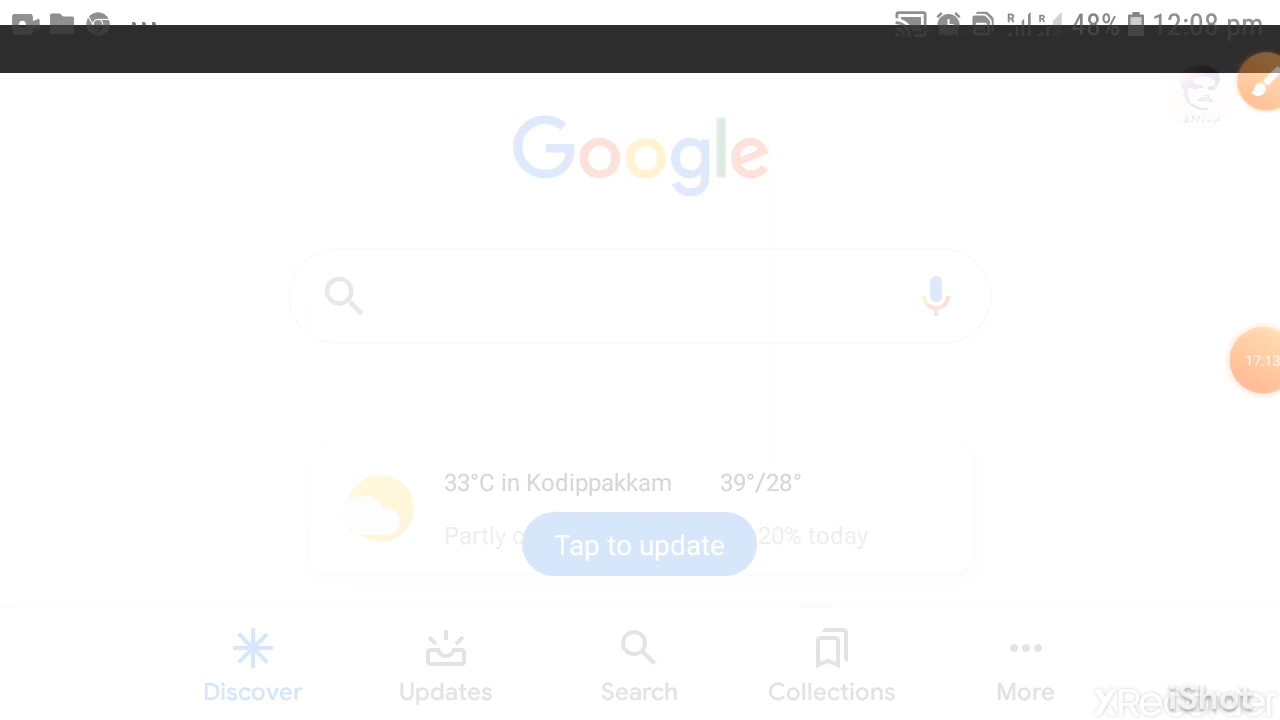 R R 48% 12:08 pm
Google
17:13
33°C in Kodippakkam 39°/28°
Partly c 20% today
Tap to update
Discover Updates Search Collections More
XRecorder
iShot